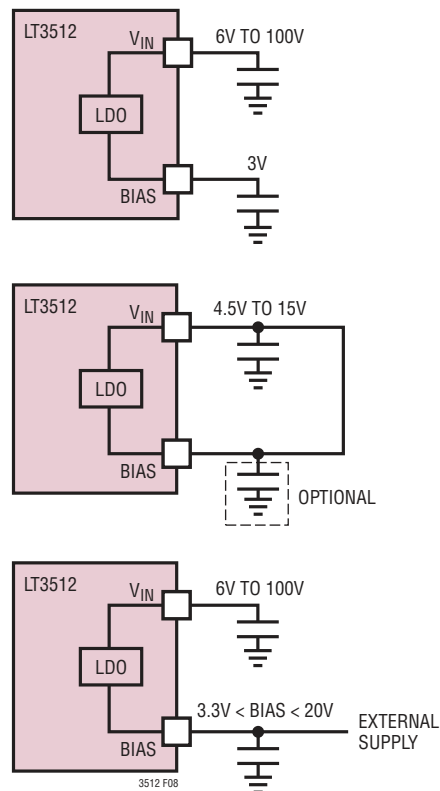 LT3512
VIN
6V TO 100V
LDO
3V
BIAS
LT3512
VIN
4.5V TO 15V
LDO
BIAS
OPTIONAL
LT3512
VIN
6V TO 100V
LDO
3.3V < BIAS < 20V
EXTERNAL
SUPPLY
BIAS
3512 F08